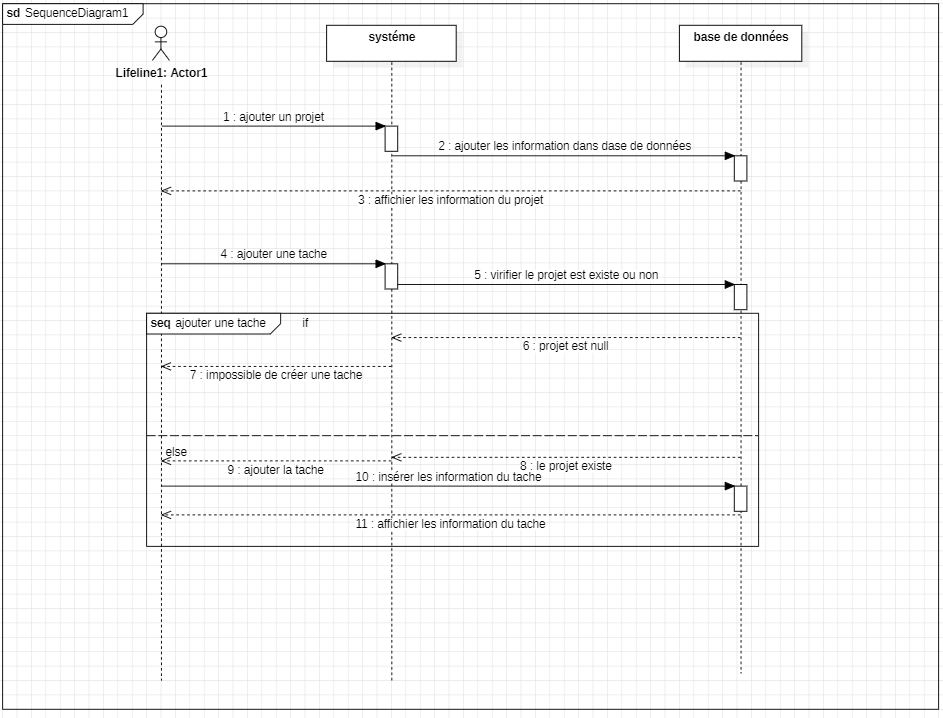 sd SequenceDiagram1
systéme
base de données
Lifeline1: Actor1
1 : ajouter un projet
2 : ajouter les information dans dase de données
3 : affichier les information du projet
4 : ajouter une tache
5 : virifier le projet est existe ou non
seq ajouter une tache
if
6 : projet est null
7 : impossible de créer une tache
else
8 : le projet existe
9 : ajouter la tache
10 : insérer les information du tache
11 : affichier les information du tache